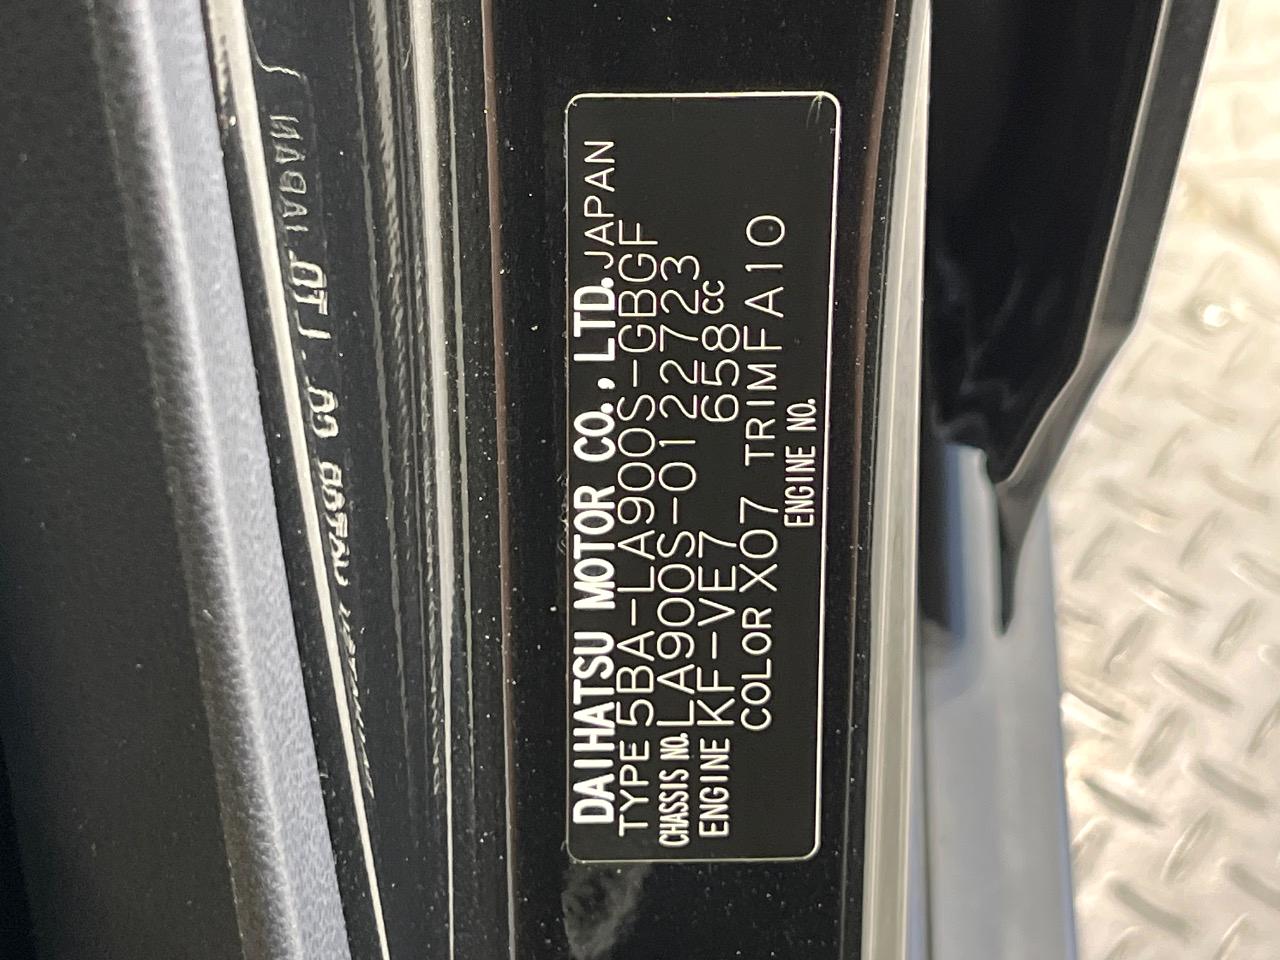 DAIHATSU MOTOR CO., LTD. JAPAN
TYPE 5BA-LA900S-GBGF
CHASSIS NO. LA900S-0122723
ENGINE KF-VE7 658cc
COLOR X07 TRIM FA10
ENGINE NO.